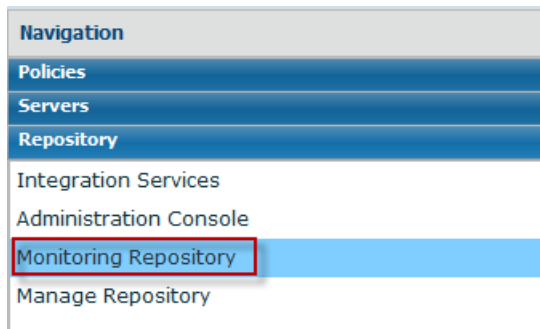 Navigation
Policies
Servers
Repository
Integration Services
Administration Console
Monitoring Repository
Manage Repository